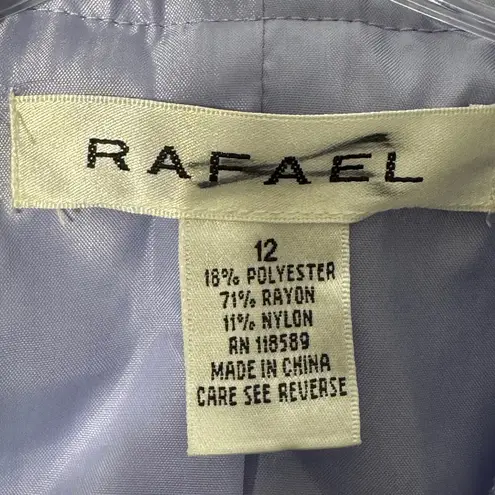 RAFAEL
12
18% POLYESTER
71% RAYON
11% NYLON
RN 118589
MADE IN CHINA
CARE SEE REVERSE